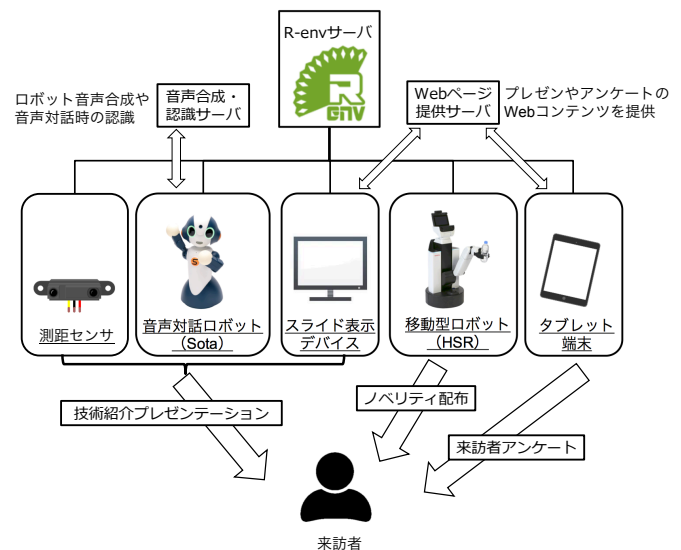 R-envサーバ
R
env
ロボット音声合成や
音声対話時の認識
音声合成・
認識サーバ
Webページ
提供サーバ
プレゼンやアンケートの
Webコンテンツを提供
測距センサ
音声対話ロボット
（Sota）
スライド表示
デバイス
移動型ロボット
（HSR）
タブレット
端末
技術紹介プレゼンテーション
ノベリティ配布
来訪者アンケート
来訪者